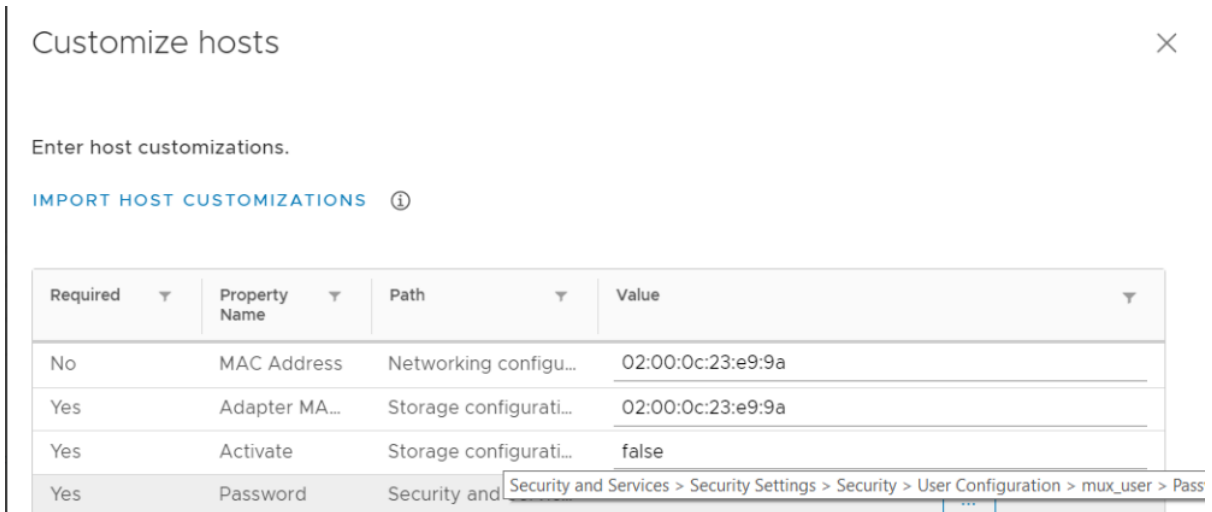 Customize hosts
Enter host customizations.
IMPORT HOST CUSTOMIZATIONS
Required Property Name Path Value
No MAC Address Networking configu... 02:00:0c:23:e9:9a
Yes Adapter MA... Storage configurati... 02:00:0c:23:e9:9a
Yes Activate Storage configurati... false
Yes Password Security and
Security and Services > Security Settings > Security > User Configuration > mux_user > Pass
...